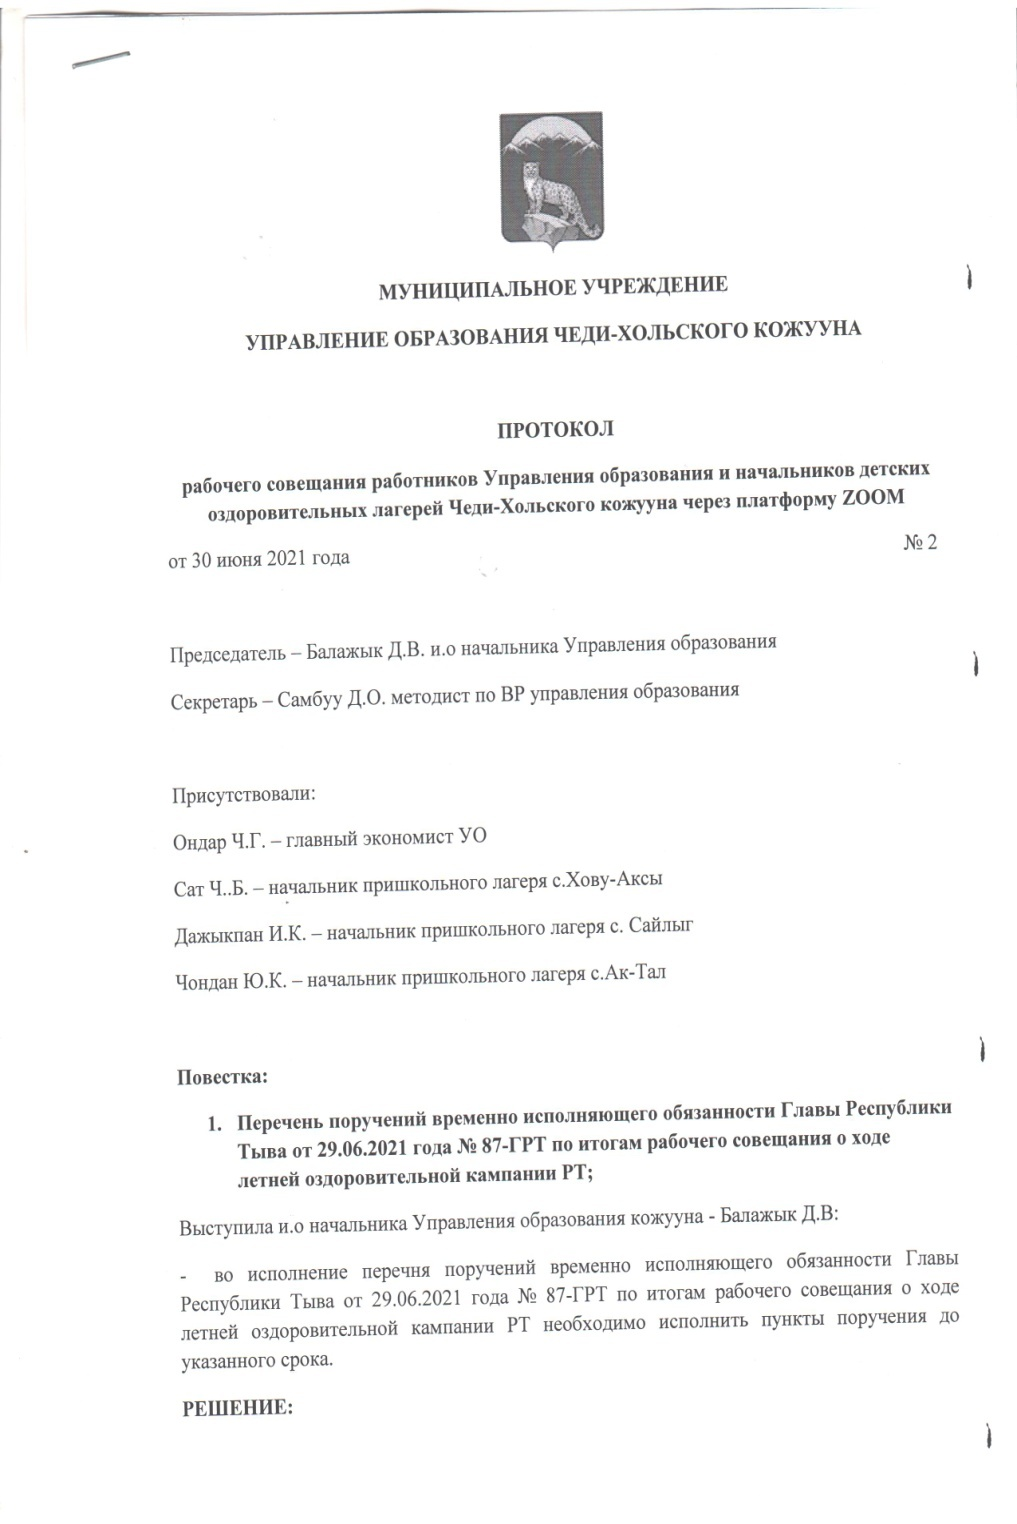 МУНИЦИПАЛЬНОЕ УЧРЕЖДЕНИЕ
УПРАВЛЕНИЕ ОБРАЗОВАНИЯ ЧЕДИ-ХОЛЬСКОГО КОЖУУНА
ПРОТОКОЛ
рабочего совещания работников Управления образования и начальников детских
оздоровительных лагерей Чеди-Хольского кожууна через платформу ZOOM
от 30 июня 2021 года № 2
Председатель – Балажык Д.В. и.о начальника Управления образования
Секретарь – Самбуу Д.О. методист по ВР управления образования
Присутствовали:
Ондар Ч.Г. – главный экономист УО
Сат Ч..Б. – начальник пришкольного лагеря с.Хову-Аксы
Дажыкпан И.К. – начальник пришкольного лагеря с. Сайлыг
Чондан Ю.К. – начальник пришкольного лагеря с.Ак-Тал
Повестка:
1. Перечень поручений временно исполняющего обязанности Главы Республики
Тыва от 29.06.2021 года № 87-ГРТ по итогам рабочего совещания о ходе
летней оздоровительной кампании РТ;
Выступила и.о начальника Управления образования кожууна - Балажык Д.В:
- во исполнение перечня поручений временно исполняющего обязанности Главы
Республики Тыва от 29.06.2021 года № 87-ГРТ по итогам рабочего совещания о ходе
летней оздоровительной кампании РТ необходимо исполнить пункты поручения до
указанного срока.
РЕШЕНИЕ: